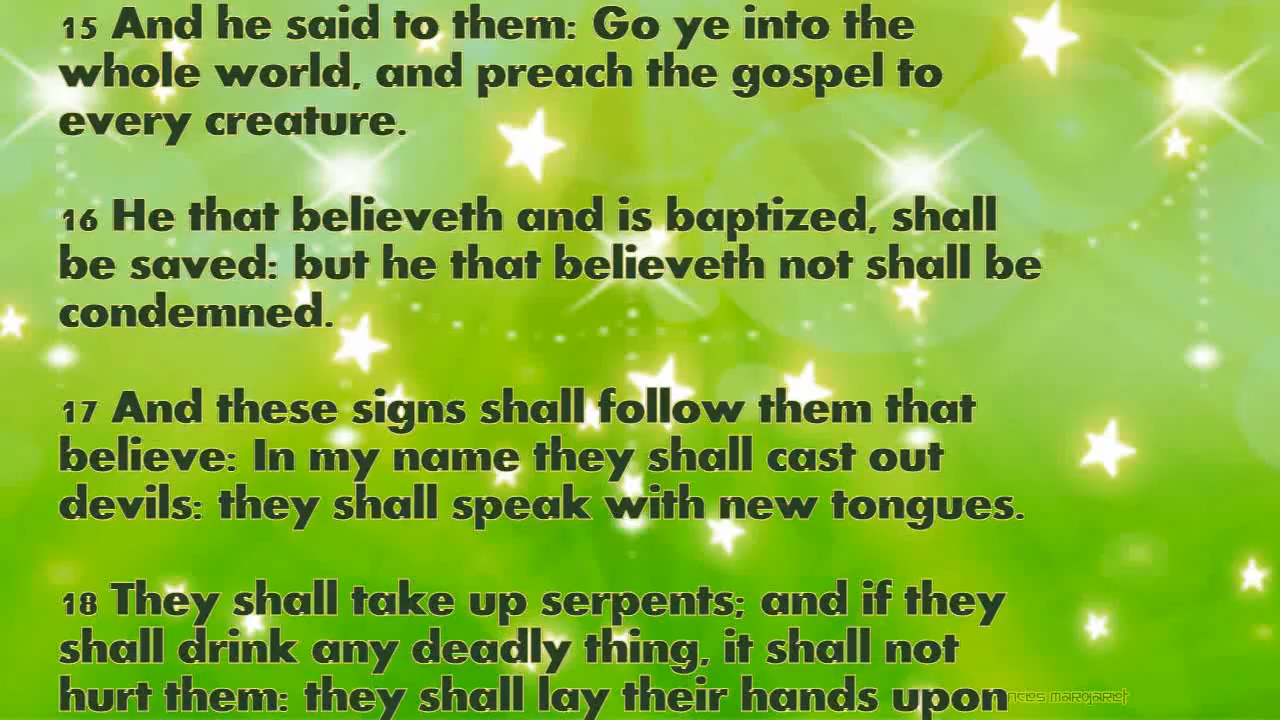 15 And he said to them: Go ye into the
whole world, and preach the gospel to
every creature.
16 He that believeth and is baptized, shall
be saved: but he that believeth not shall be
condemned.
17 And these signs shall follow them that
believe: In my name they shall cast out
devils: they shall speak with new tongues.
18 They shall take up serpents; and if they
shall drink any deadly thing, it shall not
hurt them: they shall lay their hands upon
margaret